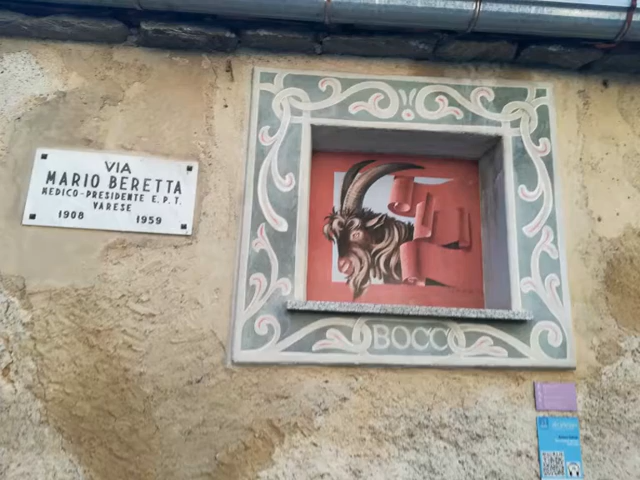 VIA
MARIO BERETTA
MEDICO-PRESIDENTE E.P.T.
VARESE
1908 1959
BOCC